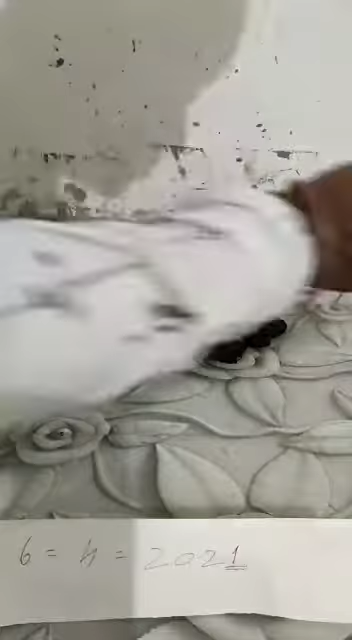 6 = 4 = 2021